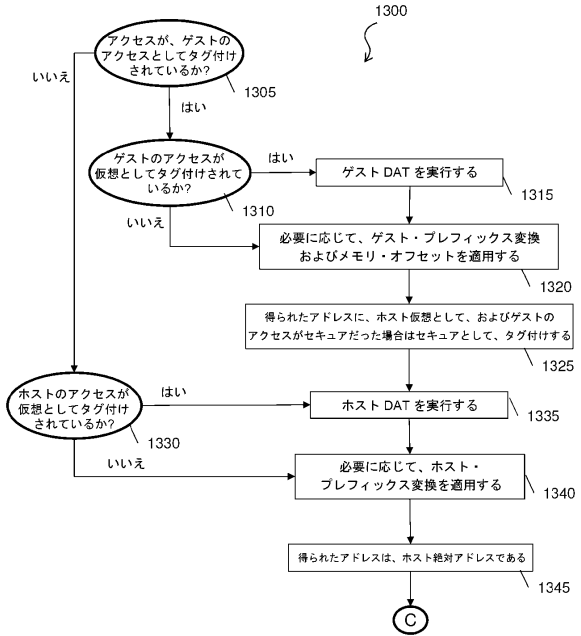 1300
アクセスが、ゲストの
アクセスとしてタグ付け
されているか?
1305
いいえ
はい
ゲストのアクセスが
仮想としてタグ付けされて
いるか?
1310
はい
いいえ
ゲスト DAT を実行する
1315
必要に応じて、ゲスト・プレフィックス変換
およびメモリ・オフセットを適用する
1320
得られたアドレスに、ホスト仮想として、およびゲストの
アクセスがセキュアだった場合はセキュアとして、タグ付けする
1325
ホストのアクセスが
仮想としてタグ付け
されているか?
1330
はい
いいえ
ホスト DAT を実行する
1335
必要に応じて、ホスト・
プレフィックス変換を適用する
1340
得られたアドレスは、ホスト絶対アドレスである
1345
C